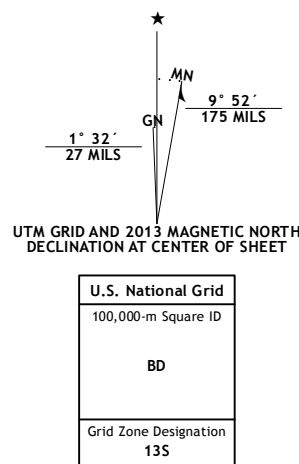 ★
MN
GN
9° 52´
175 MILS
1° 32´
27 MILS
UTM GRID AND 2013 MAGNETIC NORTH
DECLINATION AT CENTER OF SHEET
U.S. National Grid
100,000-m Square ID
BD
Grid Zone Designation
13S